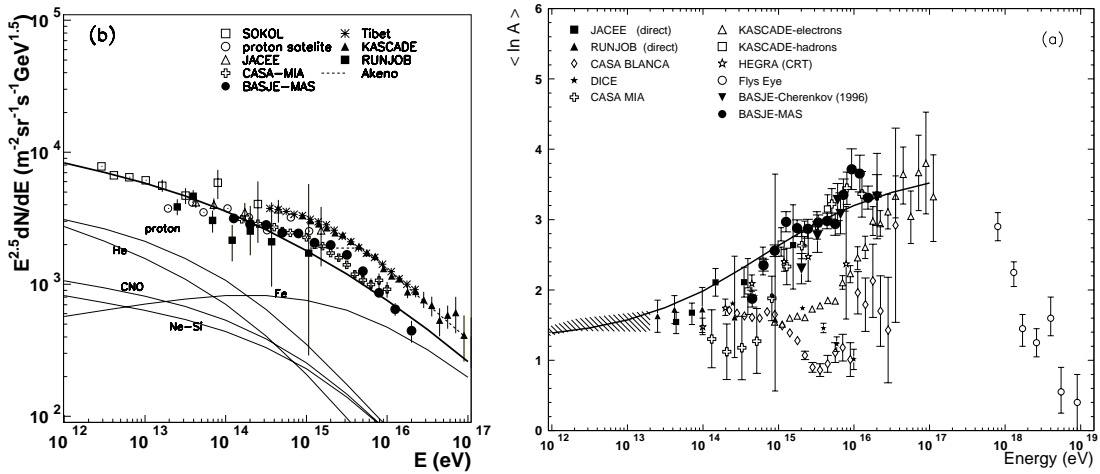 E^2.5 dN/dE (m^-2sr^-1s^-1GeV^1.5)
10^5
10^4
10^3
10^2
(b)
SOKOL
proton satelite
JACEE
CASA-MIA
BASJE-MAS
Tibet
KASCADE
RUNJOB
Akeno
proton
He
CNO
Fe
Ne-Si
10^12 10^13 10^14 10^15 10^16 10^17
E (eV)
< ln A >
6
5
4
3
2
1
0
(a)
JACEE (direct)
RUNJOB (direct)
CASA BLANCA
DICE
CASA MIA
KASCADE-electrons
KASCADE-hadrons
HEGRA (CRT)
Flys Eye
BASJE-Cherenkov (1996)
BASJE-MAS
10^12 10^13 10^14 10^15 10^16 10^17 10^18 10^19
Energy (eV)